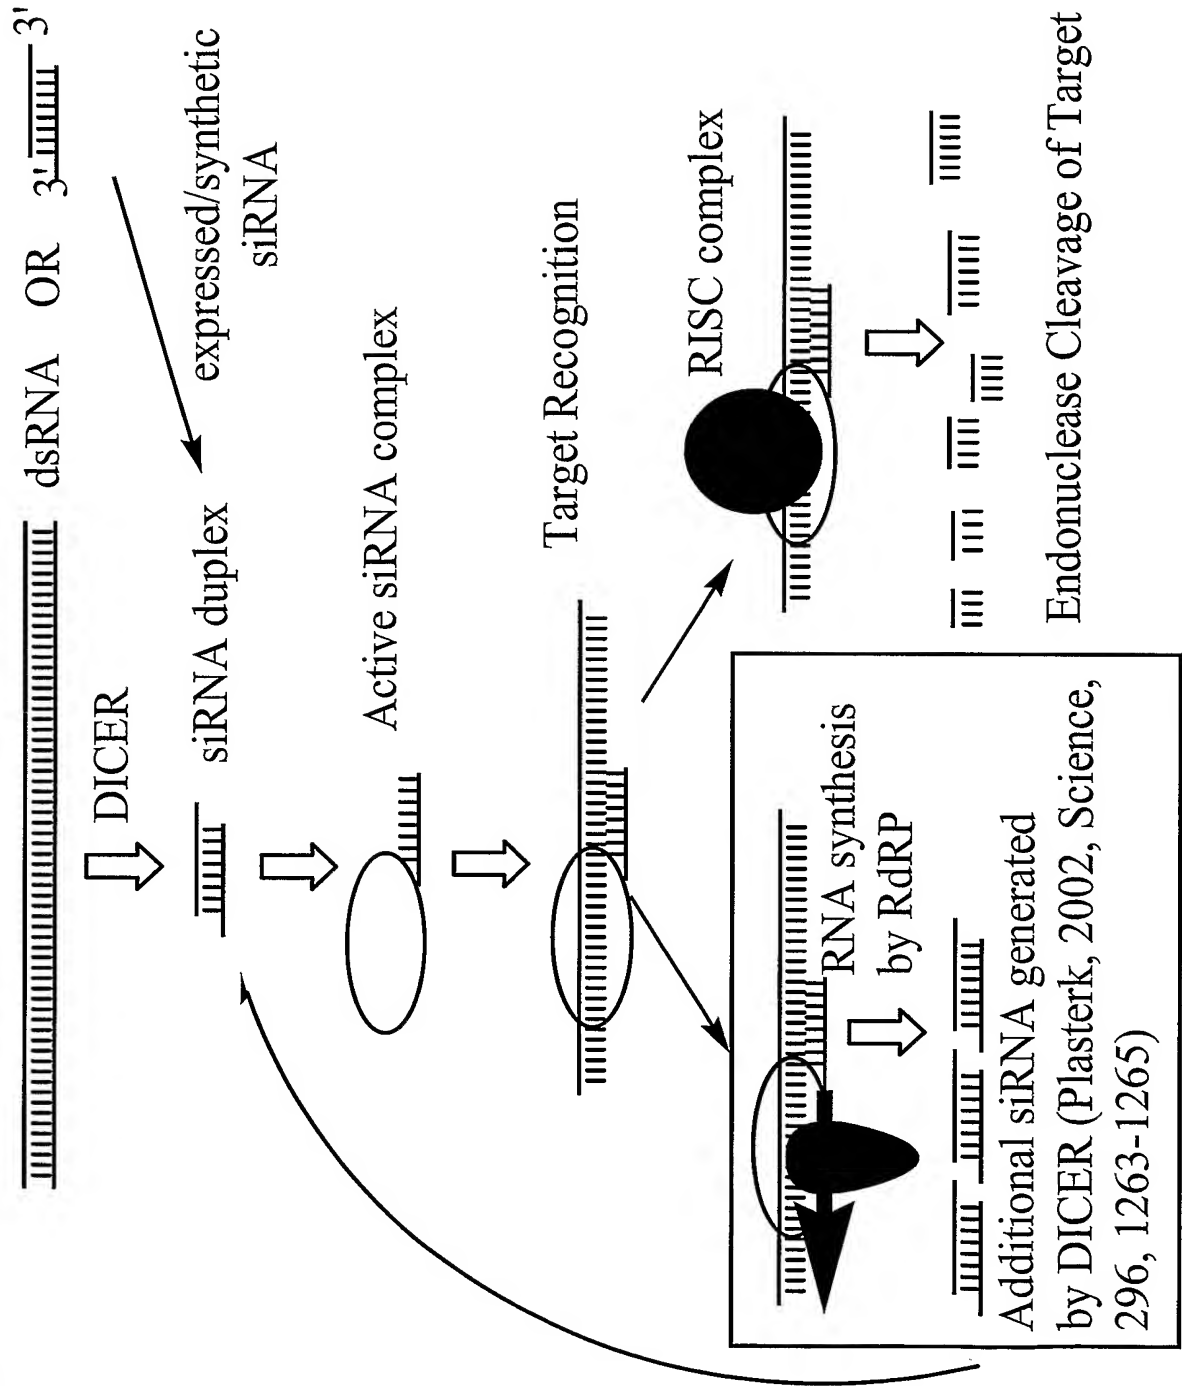 dsRNA OR 3' 3'
DICER
siRNA duplex
expressed/synthetic
siRNA
Active siRNA complex
Target Recognition
RISC complex
RNA synthesis
by RdRP
Additional siRNA generated
by DICER (Plasterk, 2002, Science,
296, 1263-1265)
Endonuclease Cleavage of Target